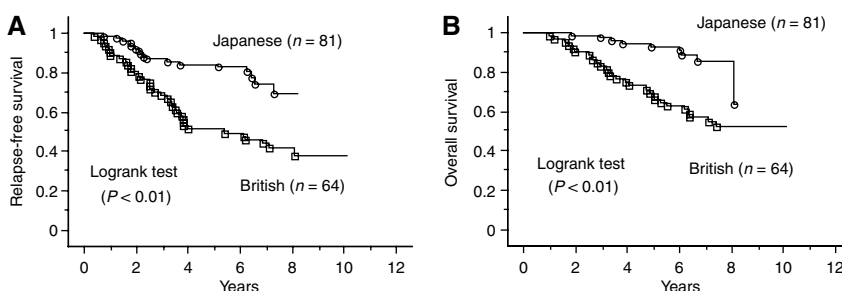 A
Relapse-free survival
1
0.8
0.6
0.4
0.2
1
0
Japanese (n = 81)
Logrank test
(P < 0.01)
British (n = 64)
0 2 4 6 8 10 12
Years
B
Overall survival
1
0.8
0.6
0.4
0.2
0
Japanese (n = 81)
Logrank test
(P < 0.01)
British (n = 64)
0 2 4 6 8 10 12
Years